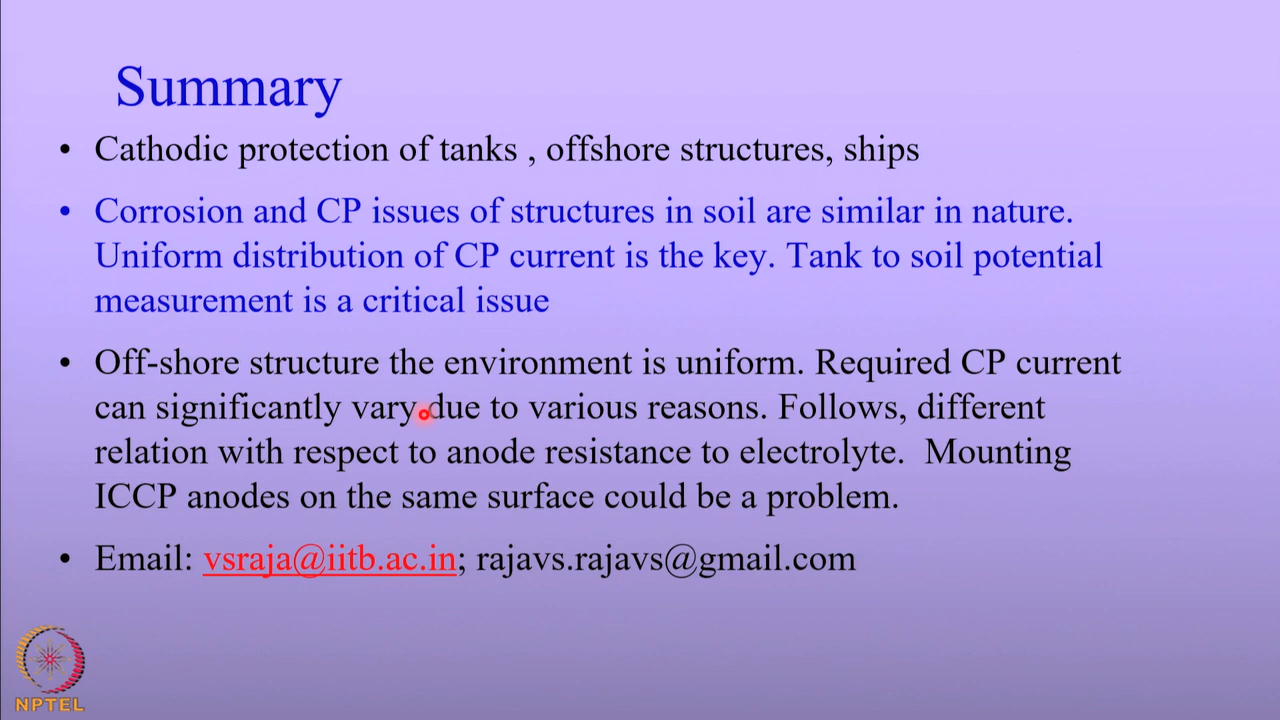 Summary
• Cathodic protection of tanks , offshore structures, ships
• Corrosion and CP issues of structures in soil are similar in nature.
Uniform distribution of CP current is the key. Tank to soil potential
measurement is a critical issue
• Off-shore structure the environment is uniform. Required CP current
can significantly vary due to various reasons. Follows, different
relation with respect to anode resistance to electrolyte.  Mounting
ICCP anodes on the same surface could be a problem.
• Email: vsraja@iitb.ac.in; rajavs.rajavs@gmail.com
NPTEL